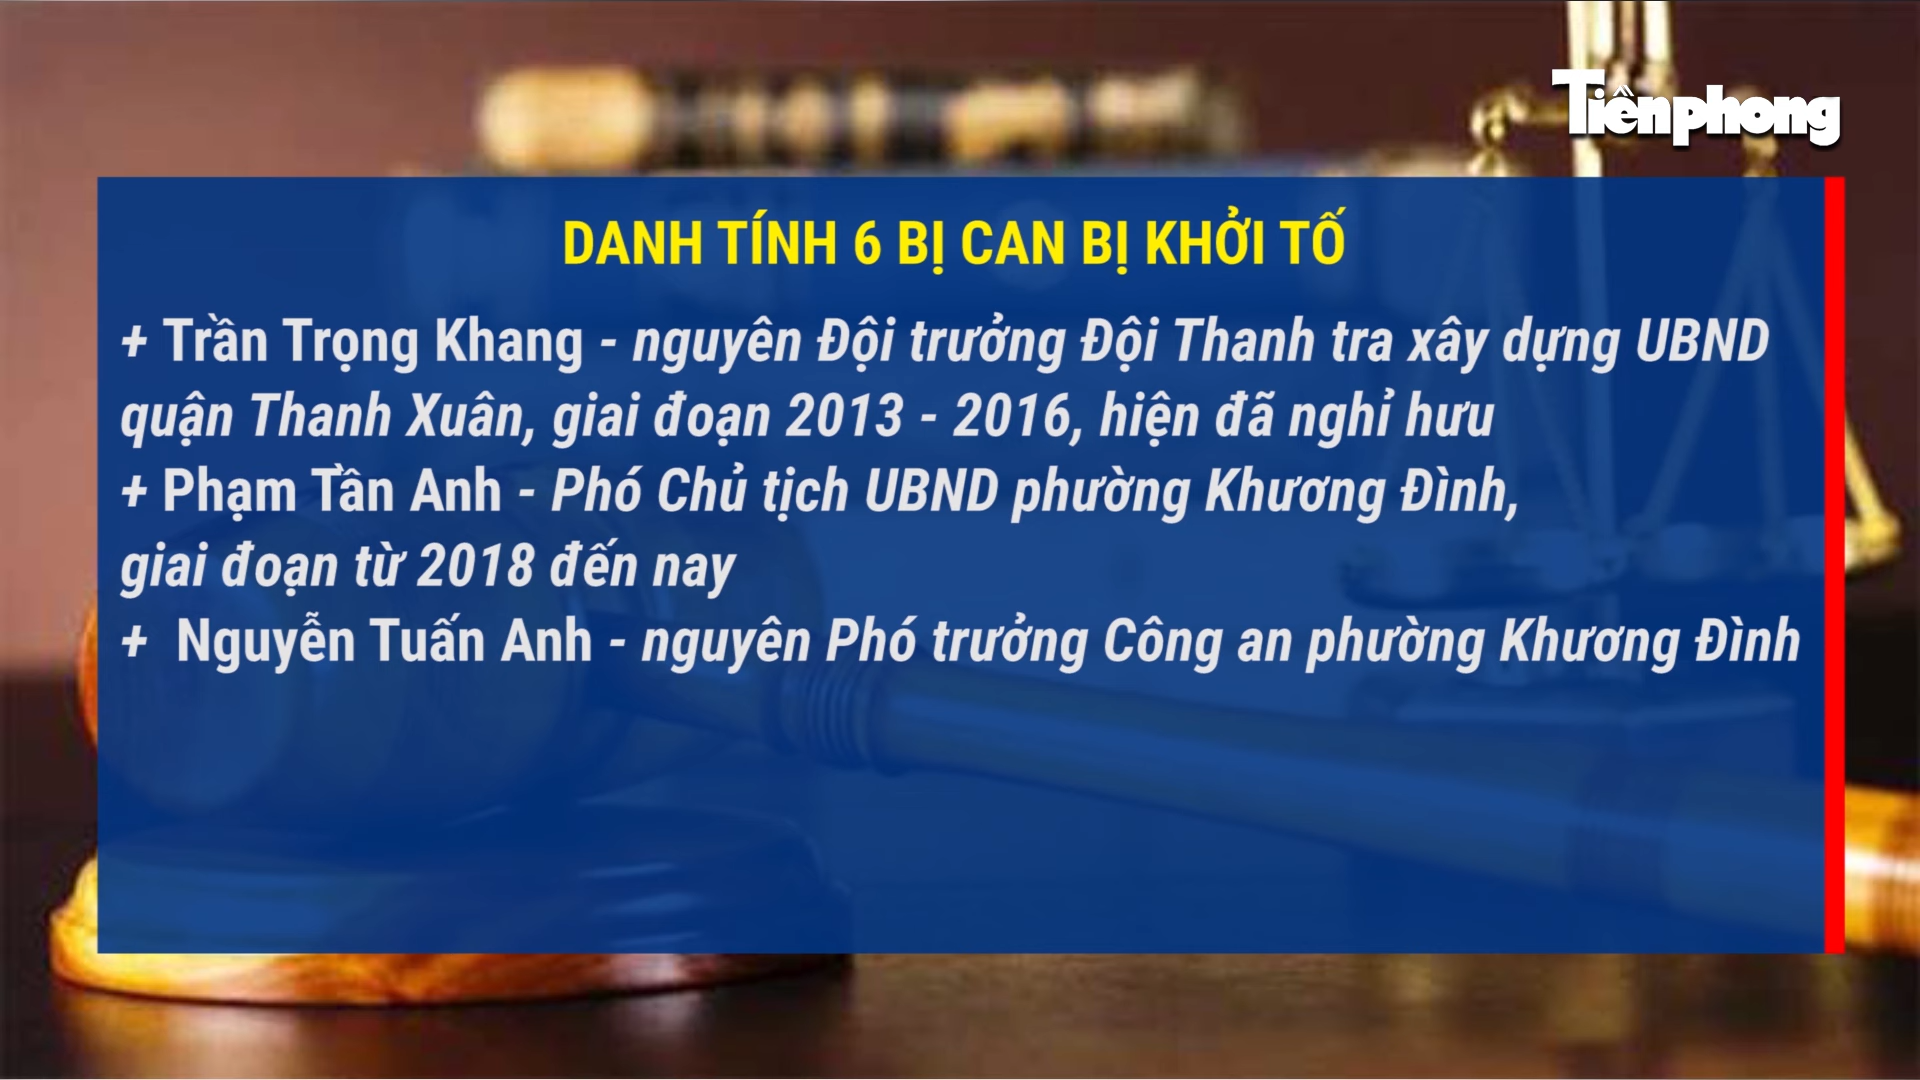 Tiềnphong
DANH TÍNH 6 BỊ CAN BỊ KHỞI TỐ
+ Trần Trọng Khang - nguyên Đội trưởng Đội Thanh tra xây dựng UBND
quận Thanh Xuân, giai đoạn 2013 - 2016, hiện đã nghỉ hưu
+ Phạm Tần Anh - Phó Chủ tịch UBND phường Khương Đình,
giai đoạn từ 2018 đến nay
+ Nguyễn Tuấn Anh - nguyên Phó trưởng Công an phường Khương Đình